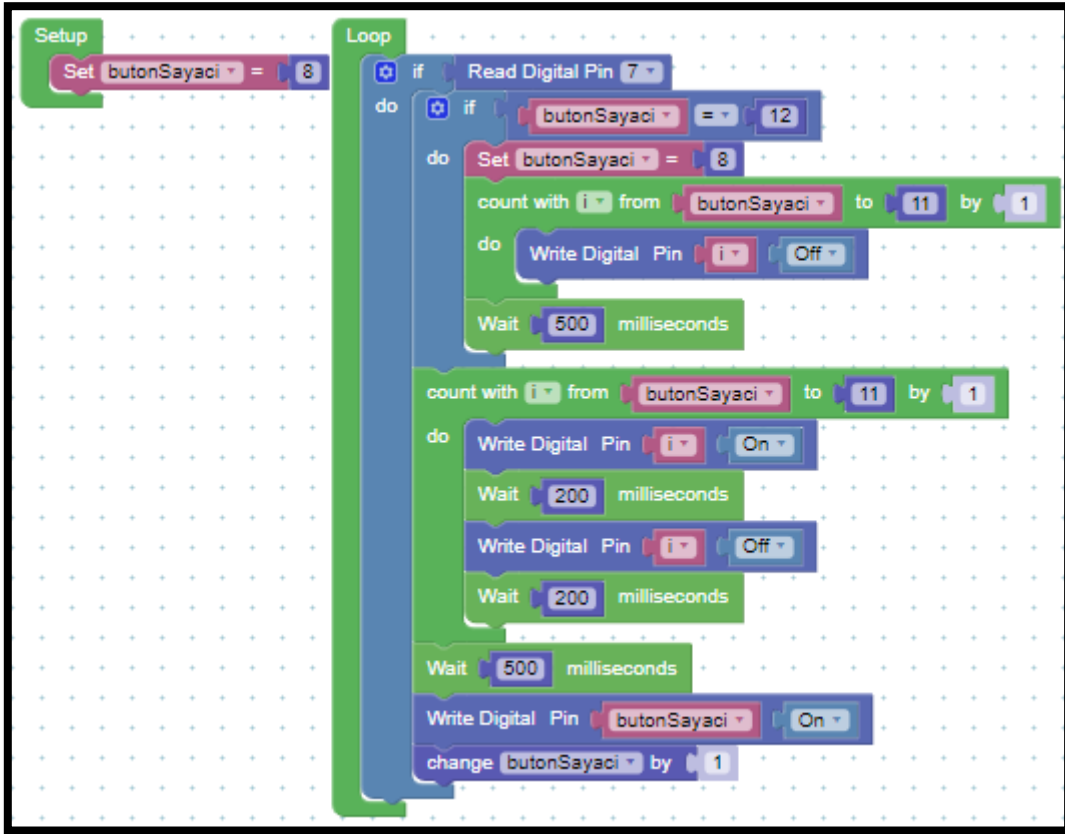 Setup
Set butonSayaci = 8
Loop
if Read Digital Pin 7
do if butonSayaci = 12
do Set butonSayaci = 8
count with i from butonSayaci to 11 by 1
do Write Digital Pin i Off
Wait 500 milliseconds
count with i from butonSayaci to 11 by 1
do Write Digital Pin i On
Wait 200 milliseconds
Write Digital Pin i Off
Wait 200 milliseconds
Wait 500 milliseconds
Write Digital Pin butonSayaci On
change butonSayaci by 1